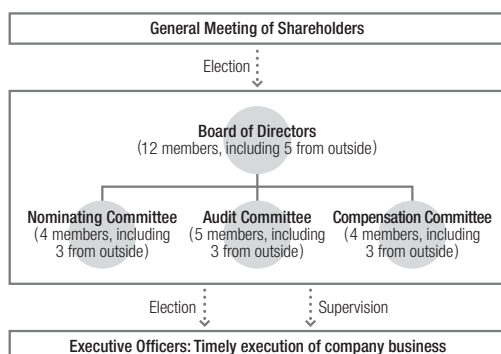 General Meeting of Shareholders
Election
Board of Directors
(12 members, including 5 from outside)
Nominating Committee
(4 members, including
3 from outside)
Audit Committee
(5 members, including
3 from outside)
Compensation Committee
(4 members, including
3 from outside)
Election
Supervision
Executive Officers: Timely execution of company business